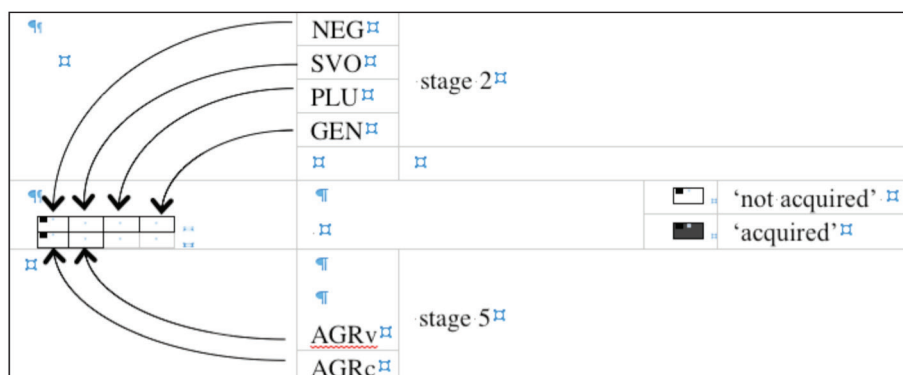 NEG
SVO
PLU
GEN
stage 2
‘not acquired’
‘acquired’
AGRv
AGRc
stage 5